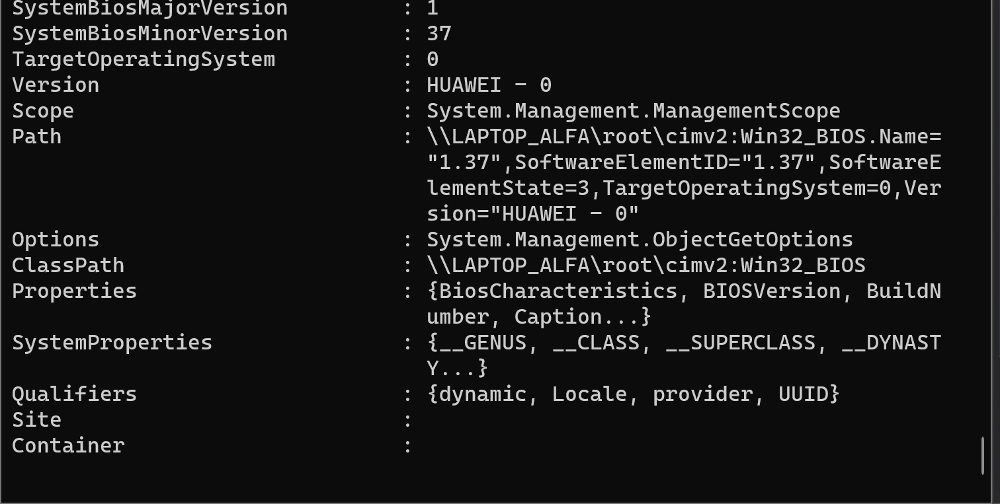 SystemBiosMajorVersion : 1
SystemBiosMinorVersion : 37
TargetOperatingSystem : 0
Version : HUAWEI - 0
Scope : System.Management.ManagementScope
Path : \\LAPTOP_ALFA\root\cimv2:Win32_BIOS.Name=
"1.37",SoftwareElementID="1.37",SoftwareE
lementState=3,TargetOperatingSystem=0,Ver
sion="HUAWEI - 0"
Options : System.Management.ObjectGetOptions
ClassPath : \\LAPTOP_ALFA\root\cimv2:Win32_BIOS
Properties : {BiosCharacteristics, BIOSVersion, BuildN
umber, Caption...}
SystemProperties : {__GENUS, __CLASS, __SUPERCLASS, __DYNAST
Y...}
Qualifiers : {dynamic, Locale, provider, UUID}
Site :
Container :